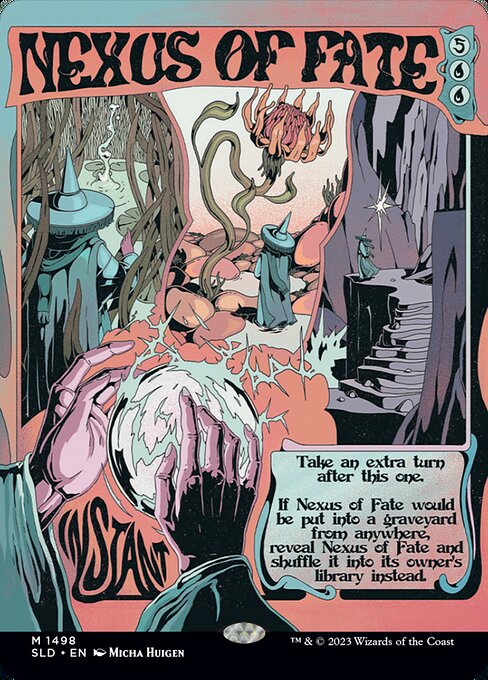 NEXUS OF FATE
5
INSTANT
Take an extra turn
after this one.
If Nexus of Fate would
be put into a graveyard
from anywhere,
reveal Nexus of Fate and
shuffle it into its owner's
library instead.
M 1498
SLD • EN MICHA HUIGEN
™ & © 2023 Wizards of the Coast